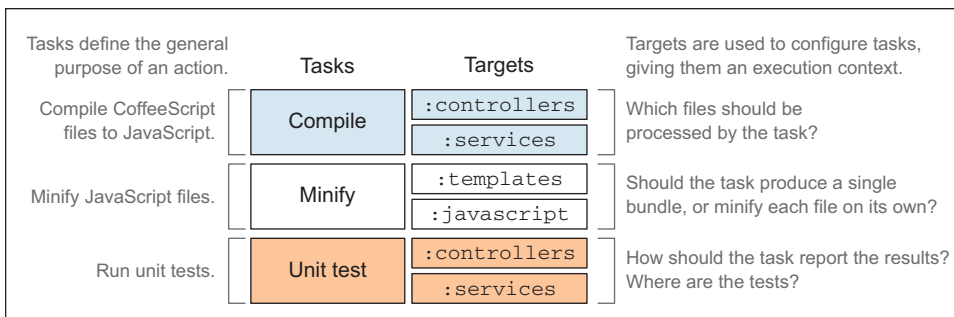 Tasks define the general
purpose of an action.
Tasks
Targets
Targets are used to configure tasks,
giving them an execution context.
Compile CoffeeScript
files to JavaScript.
Compile
:controllers
:services
Which files should be
processed by the task?
Minify JavaScript files.
Minify
:templates
:javascript
Should the task produce a single
bundle, or minify each file on its own?
Run unit tests.
Unit test
:controllers
:services
How should the task report the results?
Where are the tests?